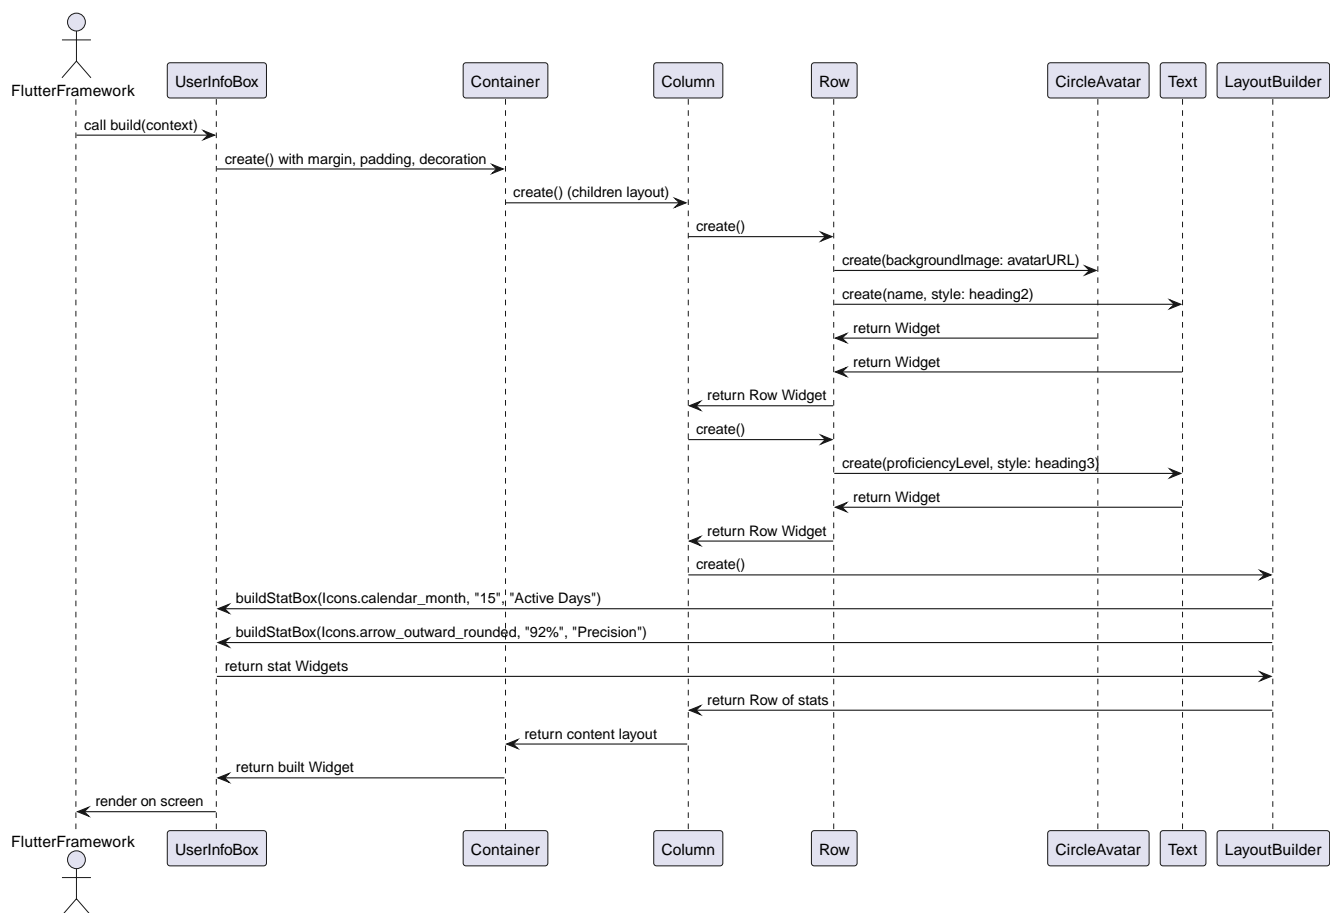 FlutterFramework
UserInfoBox
Container
Column
Row
CircleAvatar
Text
LayoutBuilder
call build(context)
create() with margin, padding, decoration
create() (children layout)
create()
create(backgroundImage: avatarURL)
create(name, style: heading2)
return Widget
return Widget
return Row Widget
create()
create(proficiencyLevel, style: heading3)
return Widget
return Row Widget
create()
buildStatBox(Icons.calendar_month, "15", "Active Days")
buildStatBox(Icons.arrow_outward_rounded, "92%", "Precision")
return stat Widgets
return Row of stats
return content layout
return built Widget
render on screen
FlutterFramework
UserInfoBox
Container
Column
Row
CircleAvatar
Text
LayoutBuilder